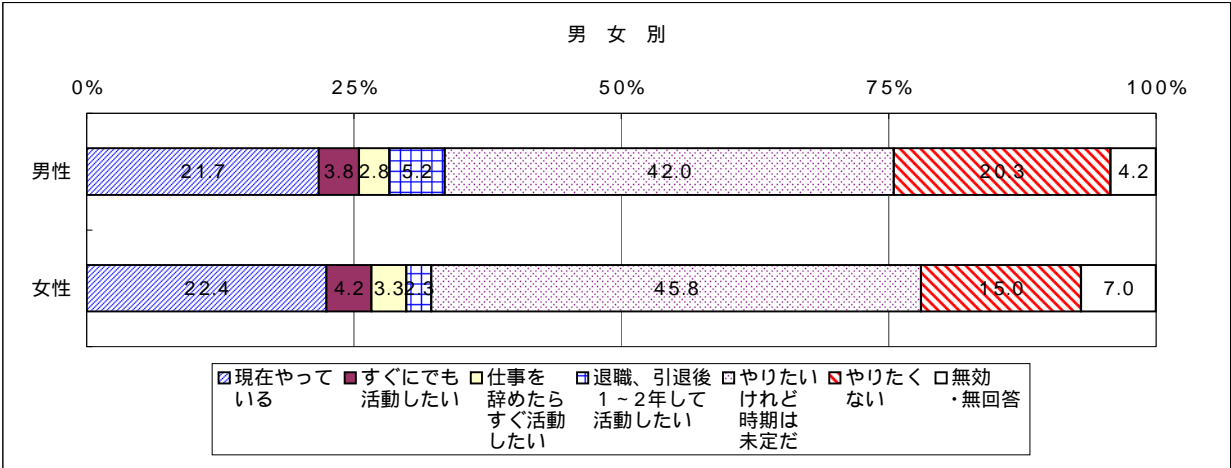 男 女 別
0% 25% 50% 75% 100%
男性 21.7 3.8 2.8 5.2 42.0 20.3 4.2
女性 22.4 4.2 3.3 2.3 45.8 15.0 7.0
現在やって
いる
すぐにでも
活動したい
仕事を
辞めたら
すぐ活動
したい
退職、引退後
1~2年して
活動したい
やりたい
けれど
時期は
未定だ
やりたく
ない
無効
・無回答